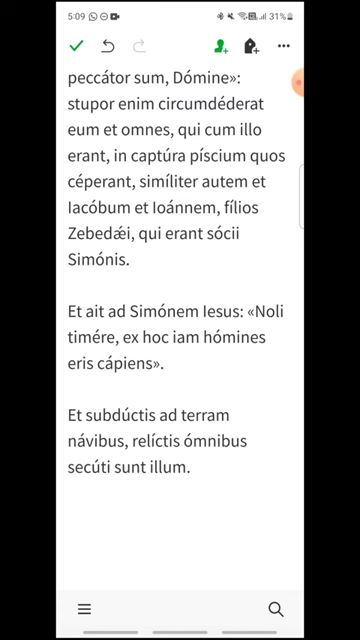 5:09 31%
peccátor sum, Dómine»:
stupor enim circumdéderat
eum et omnes, qui cum illo
erant, in captúra píscium quos
céperant, simíliter autem et
Iacóbum et Ioánnem, fílios
Zebedǽi, qui erant sócii
Simónis.
Et ait ad Simónem Iesus: «Noli
timére, ex hoc iam hómines
eris cápiens».
Et subdúctis ad terram
návibus, relíctis ómnibus
secúti sunt illum.